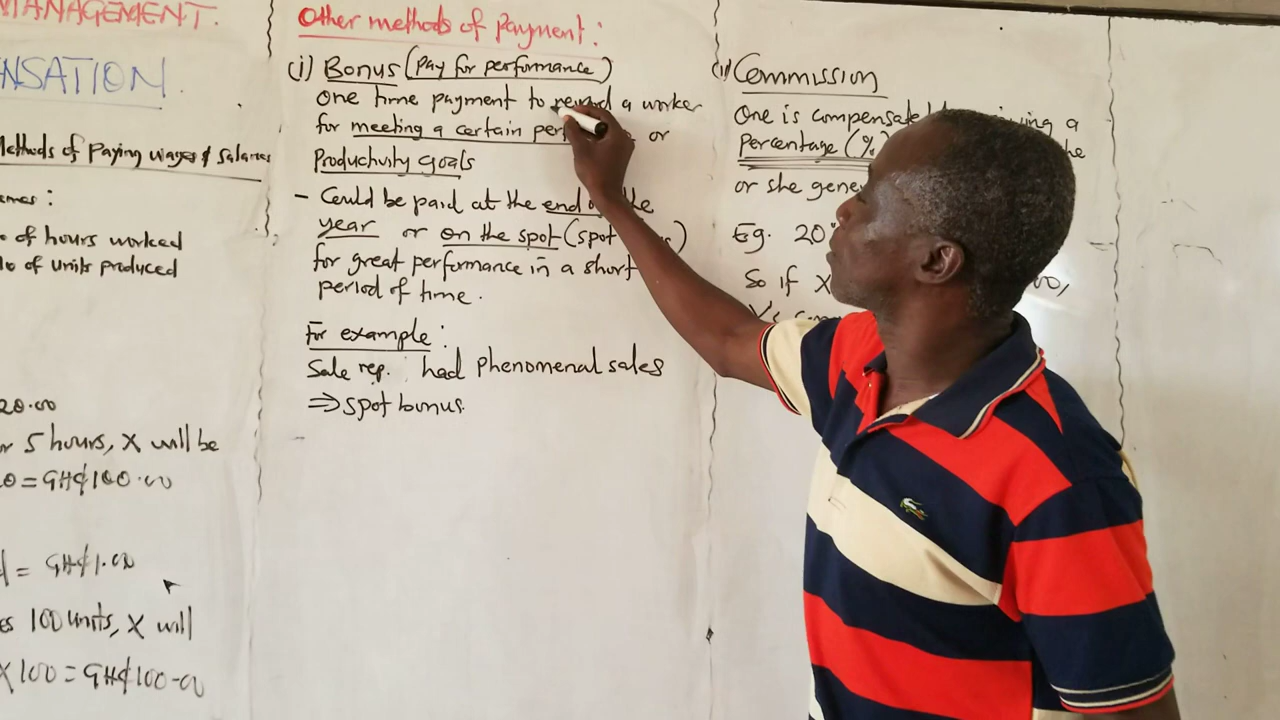 MANAGEMENT.
NSATION
Methods of Paying wages & Salaries
of hours worked
of units produced
20.00
5 hours, X will be
= GH¢100.00
= GH¢1.00
100 units, X will
X 100 = GH¢100-00
Other methods of Payment:
(i) Bonus (Pay for performance)
One time payment to reward a worker
for meeting a certain per or
Productivity goals
- Could be paid at the end of the
year or on the spot (spot
for great performance in a short
period of time.
For example:
Sale rep. had phenomenal sales
⇒ spot bonus.
Commission
One is compensated a
Percentage (%)
or she gene
Eg. 20
So if X